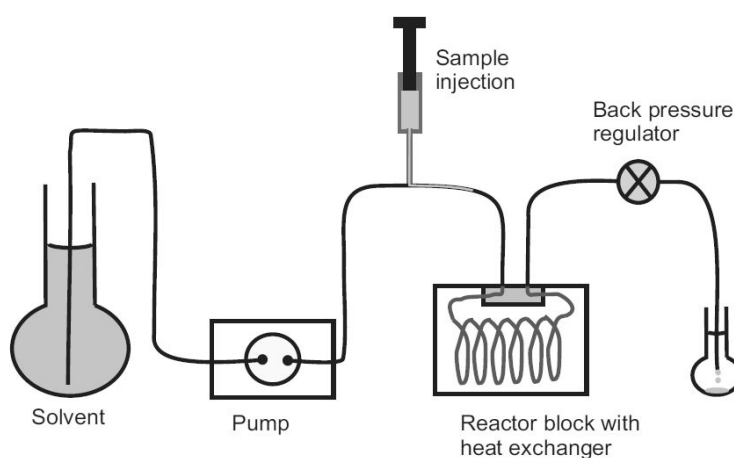 Sample
injection
Back pressure
regulator
Solvent
Pump
Reactor block with
heat exchanger